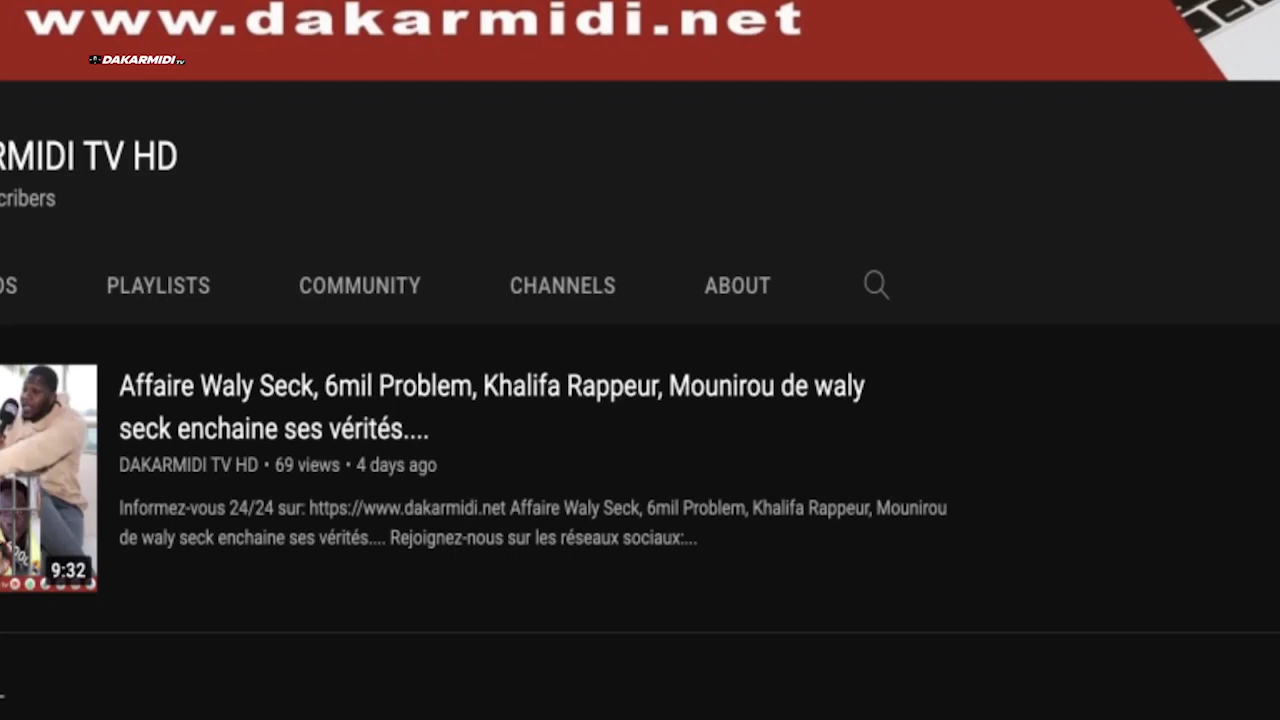 www.dakarmidi.net
DAKARMIDI TV
RMIDI TV HD
cribers
OS PLAYLISTS COMMUNITY CHANNELS ABOUT
Affaire Waly Seck, 6mil Problem, Khalifa Rappeur, Mounirou de waly
seck enchaine ses vérités....
DAKARMIDI TV HD • 69 views • 4 days ago
Informez-vous 24/24 sur: https://www.dakarmidi.net Affaire Waly Seck, 6mil Problem, Khalifa Rappeur, Mounirou
de waly seck enchaine ses vérités.... Rejoignez-nous sur les réseaux sociaux:...
9:32